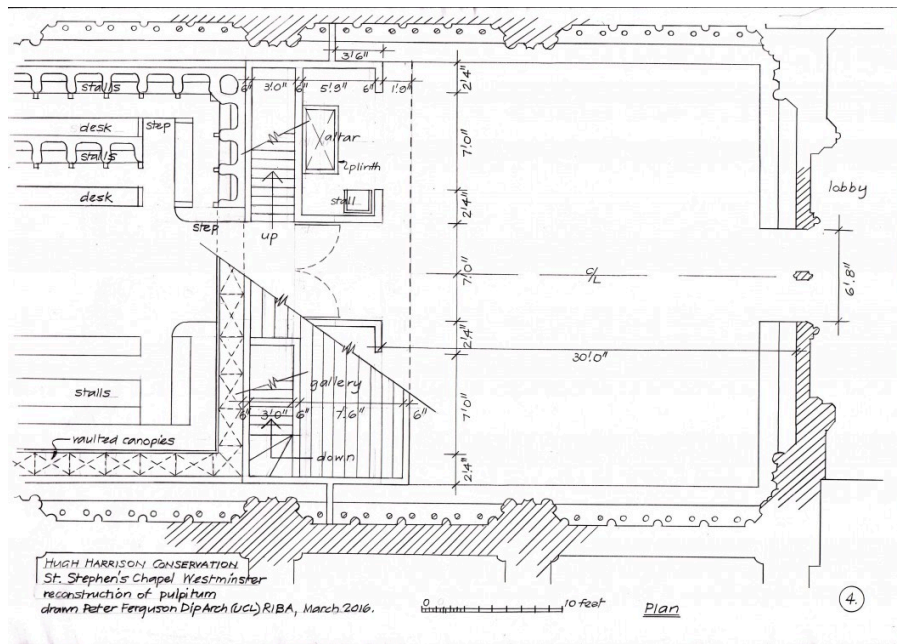 3'6"
6"
3'0"
6"
5'9"
6"
1'9"
2'4"
stalls
desk
step
stalls
desk
altar
plinth
stall
7'0"
2'4"
step
up
lobby
7'0"
C/L
6'8"
2'4"
30'0"
stalls
gallery
6"
3'0"
6"
7'6"
6"
7'0"
vaulted canopies
down
2'4"
HUGH HARRISON CONSERVATION
St. Stephen's Chapel Westminster
reconstruction of pulpitum
drawn Peter Ferguson DipArch (UCL) RIBA, March 2016.
0
10 feet
Plan
4.